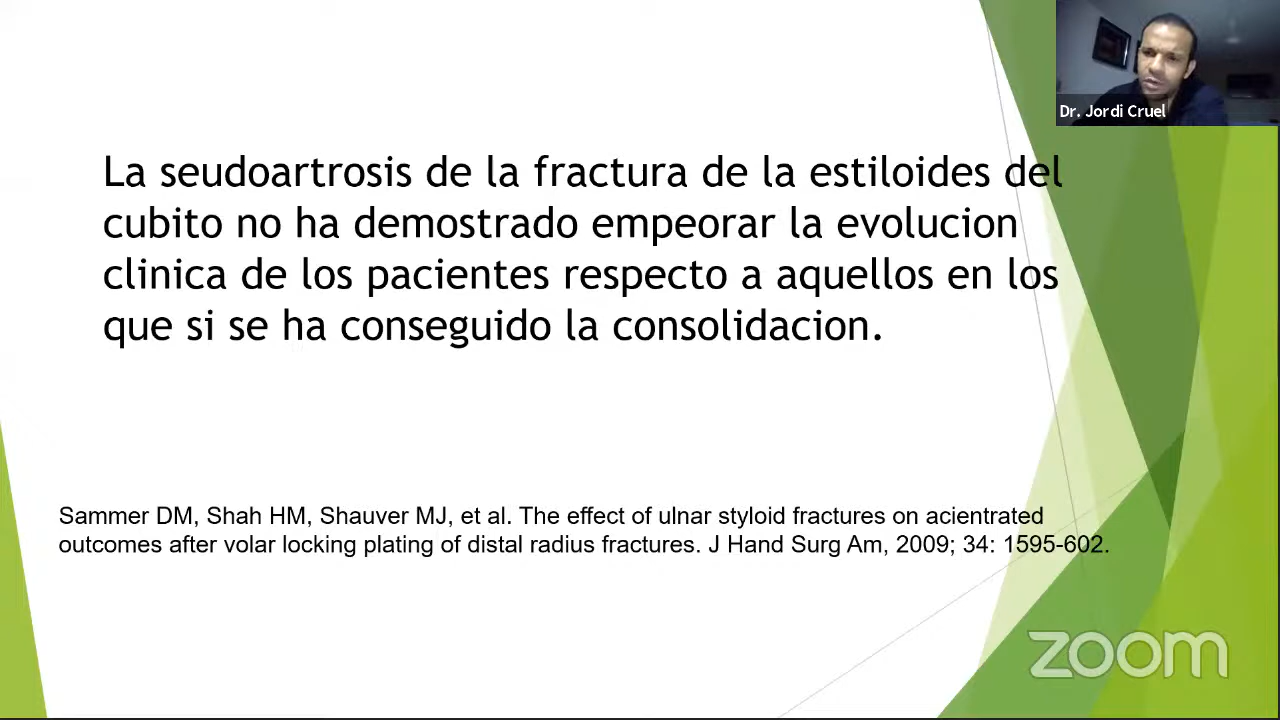 Dr. Jordi Cruel
La seudoartrosis de la fractura de la estiloides del
cubito no ha demostrado empeorar la evolucion
clinica de los pacientes respecto a aquellos en los
que si se ha conseguido la consolidacion.
Sammer DM, Shah HM, Shauver MJ, et al. The effect of ulnar styloid fractures on acientrated
outcomes after volar locking plating of distal radius fractures. J Hand Surg Am, 2009; 34: 1595-602.
zoom